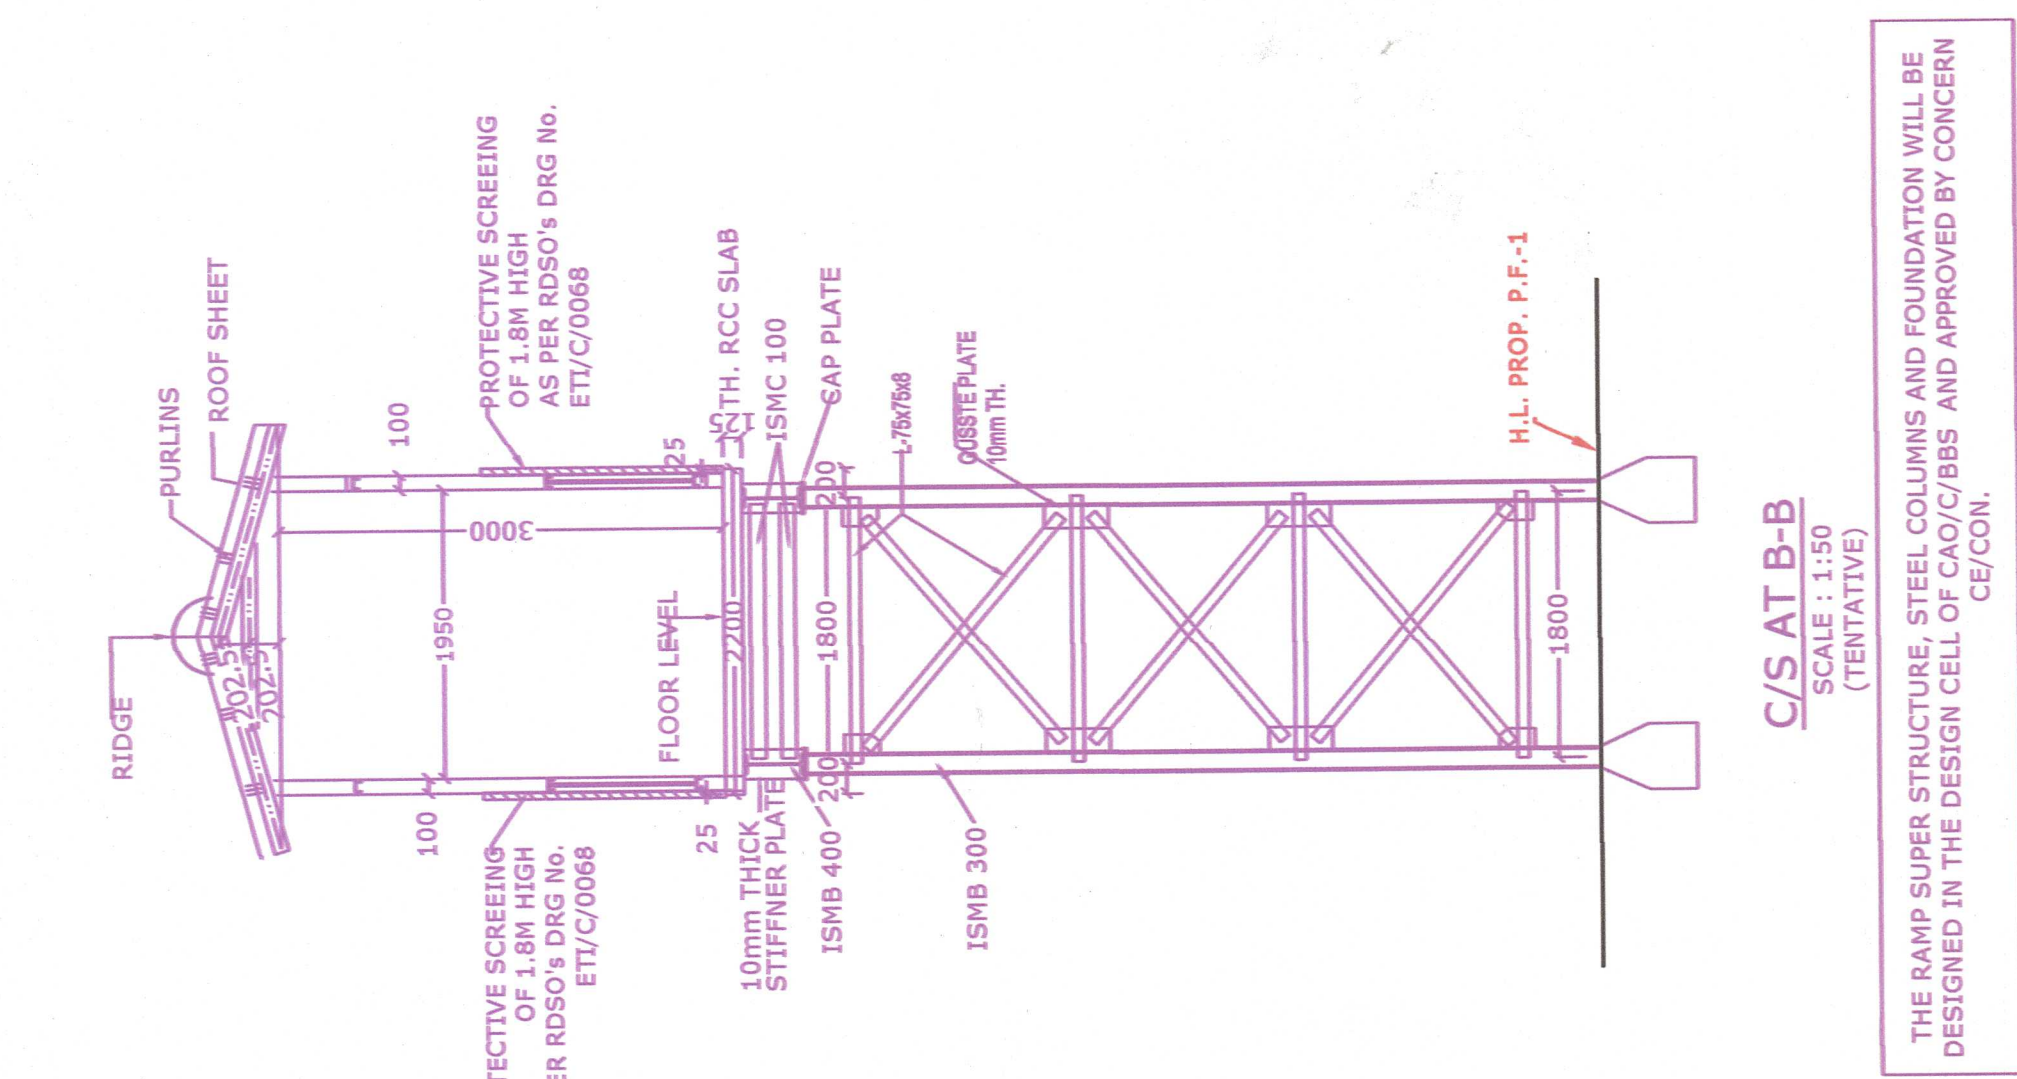 RIDGE
PURLINS
ROOF SHEET
202.5
202.5
100
100
1950
3000
PROTECTIVE SCREEING
OF 1.8M HIGH
AS PER RDSO's DRG No.
ETI/C/0068
TECTIVE SCREEING
OF 1.8M HIGH
ER RDSO's DRG No.
ETI/C/0068
25
25
FLOOR LEVEL
2200
125
TH. RCC SLAB
ISMC 100
CAP PLATE
10mm THICK
STIFFNER PLATE
ISMB 400
200
1800
200
L-75x75x8
QUSSTE PLATE
10mm TH.
ISMB 300
H.L. PROP. P.F.-1
1800
C/S AT B-B
SCALE : 1:50
(TENTATIVE)
THE RAMP SUPER STRUCTURE, STEEL COLUMNS AND FOUNDATION WILL BE
DESIGNED IN THE DESIGN CELL OF CAO/C/BBS AND APPROVED BY CONCERN
CE/CON.